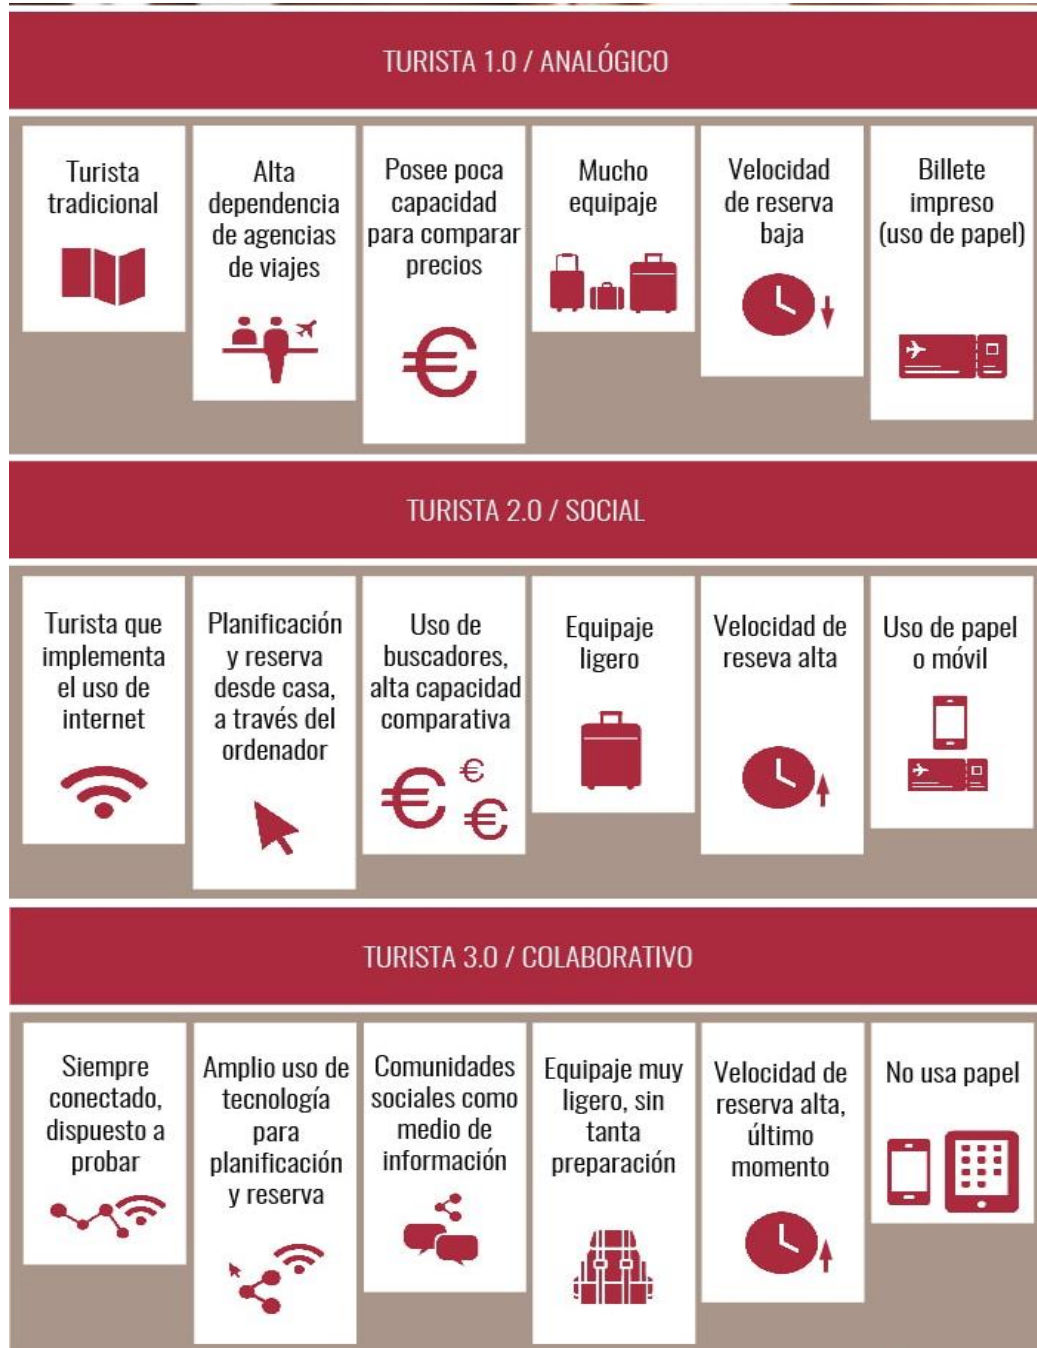 TURISTA 1.0 / ANALÓGICO
Turista
tradicional
Alta
dependencia
de agencias
de viajes
Posee poca
capacidad
para comparar
precios
Mucho
equipaje
Velocidad
de reserva
baja
Billete
impreso
(uso de papel)
TURISTA 2.0 / SOCIAL
Turista que
implementa
el uso de
internet
Planificación
y reserva
desde casa,
a través del
ordenador
Uso de
buscadores,
alta capacidad
comparativa
Equipaje
ligero
Velocidad de
reseva alta
Uso de papel
o móvil
TURISTA 3.0 / COLABORATIVO
Siempre
conectado,
dispuesto a
probar
Amplio uso de
tecnología
para
planificación
y reserva
Comunidades
sociales como
medio de
información
Equipaje muy
ligero, sin
tanta
preparación
Velocidad de
reserva alta,
último
momento
No usa papel